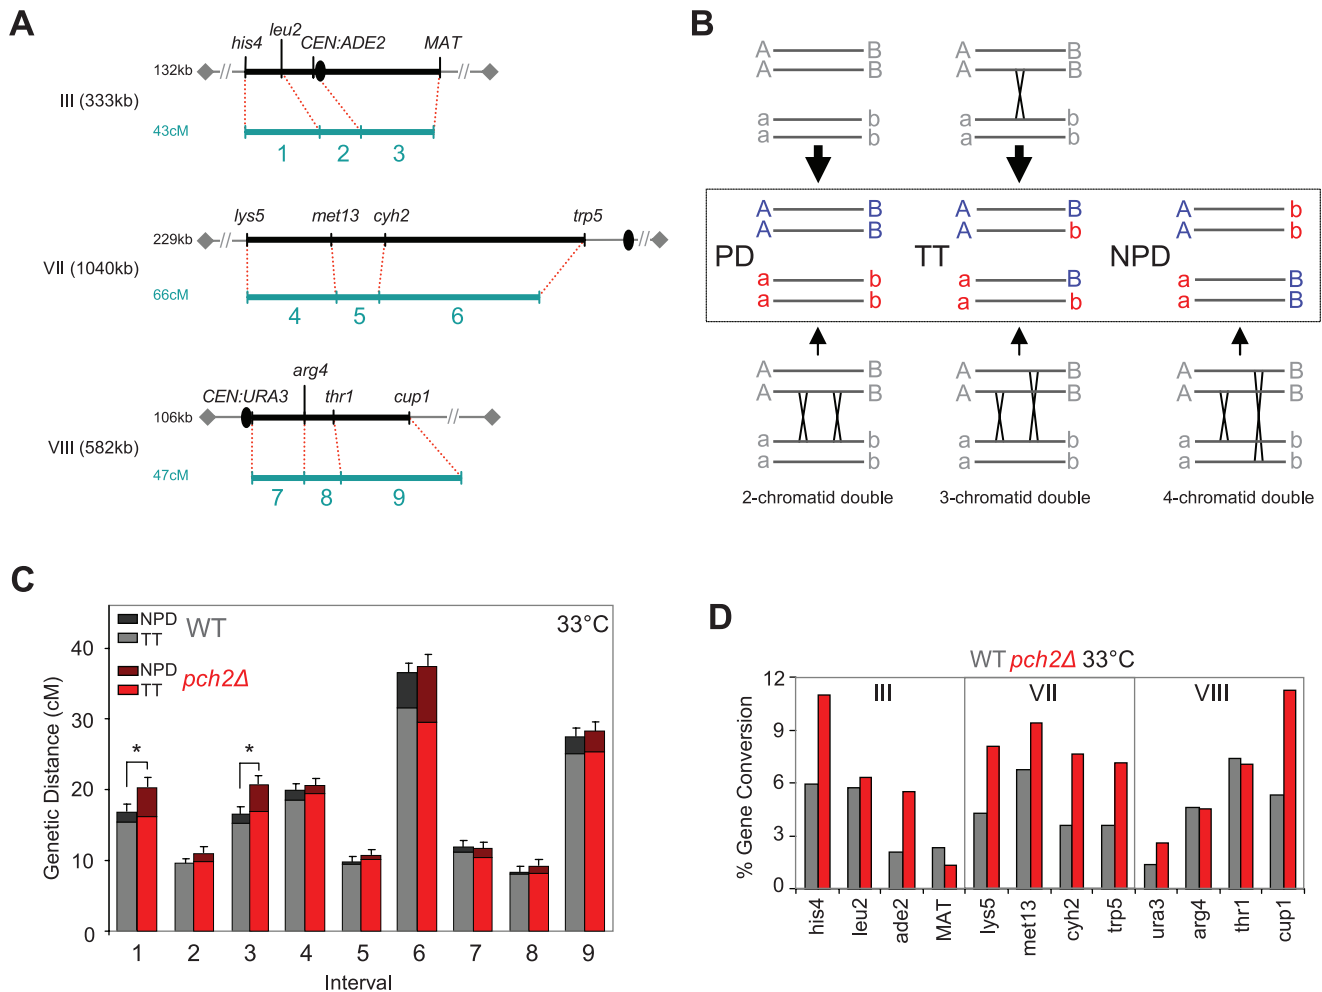 A
his4
leu2
CEN:ADE2
MAT
132kb
III (333kb)
43cM
1
2
3
lys5
met13
cyh2
trp5
229kb
VII (1040kb)
66cM
4
5
6
CEN:URA3
arg4
thr1
cup1
106kb
VIII (582kb)
47cM
7
8
9
B
A B
A B
a b
a b
A B
A B
a b
a b
PD
A B
A B
a b
a b
TT
A B
A b
a B
a b
NPD
A b
A b
a B
a B
A B
A B
a b
a b
2-chromatid double
A B
A B
a b
a b
3-chromatid double
A B
A B
a b
a b
4-chromatid double
C
NPD
TT
WT
NPD
TT
pch2Δ
33°C
*
*
Genetic Distance (cM)
40
30
20
10
0
1 2 3 4 5 6 7 8 9
Interval
D
WT pch2Δ 33°C
III
VII
VIII
% Gene Conversion
12
9
6
3
0
his4
leu2
ade2
MAT
lys5
met13
cyh2
trp5
ura3
arg4
thr1
cup1